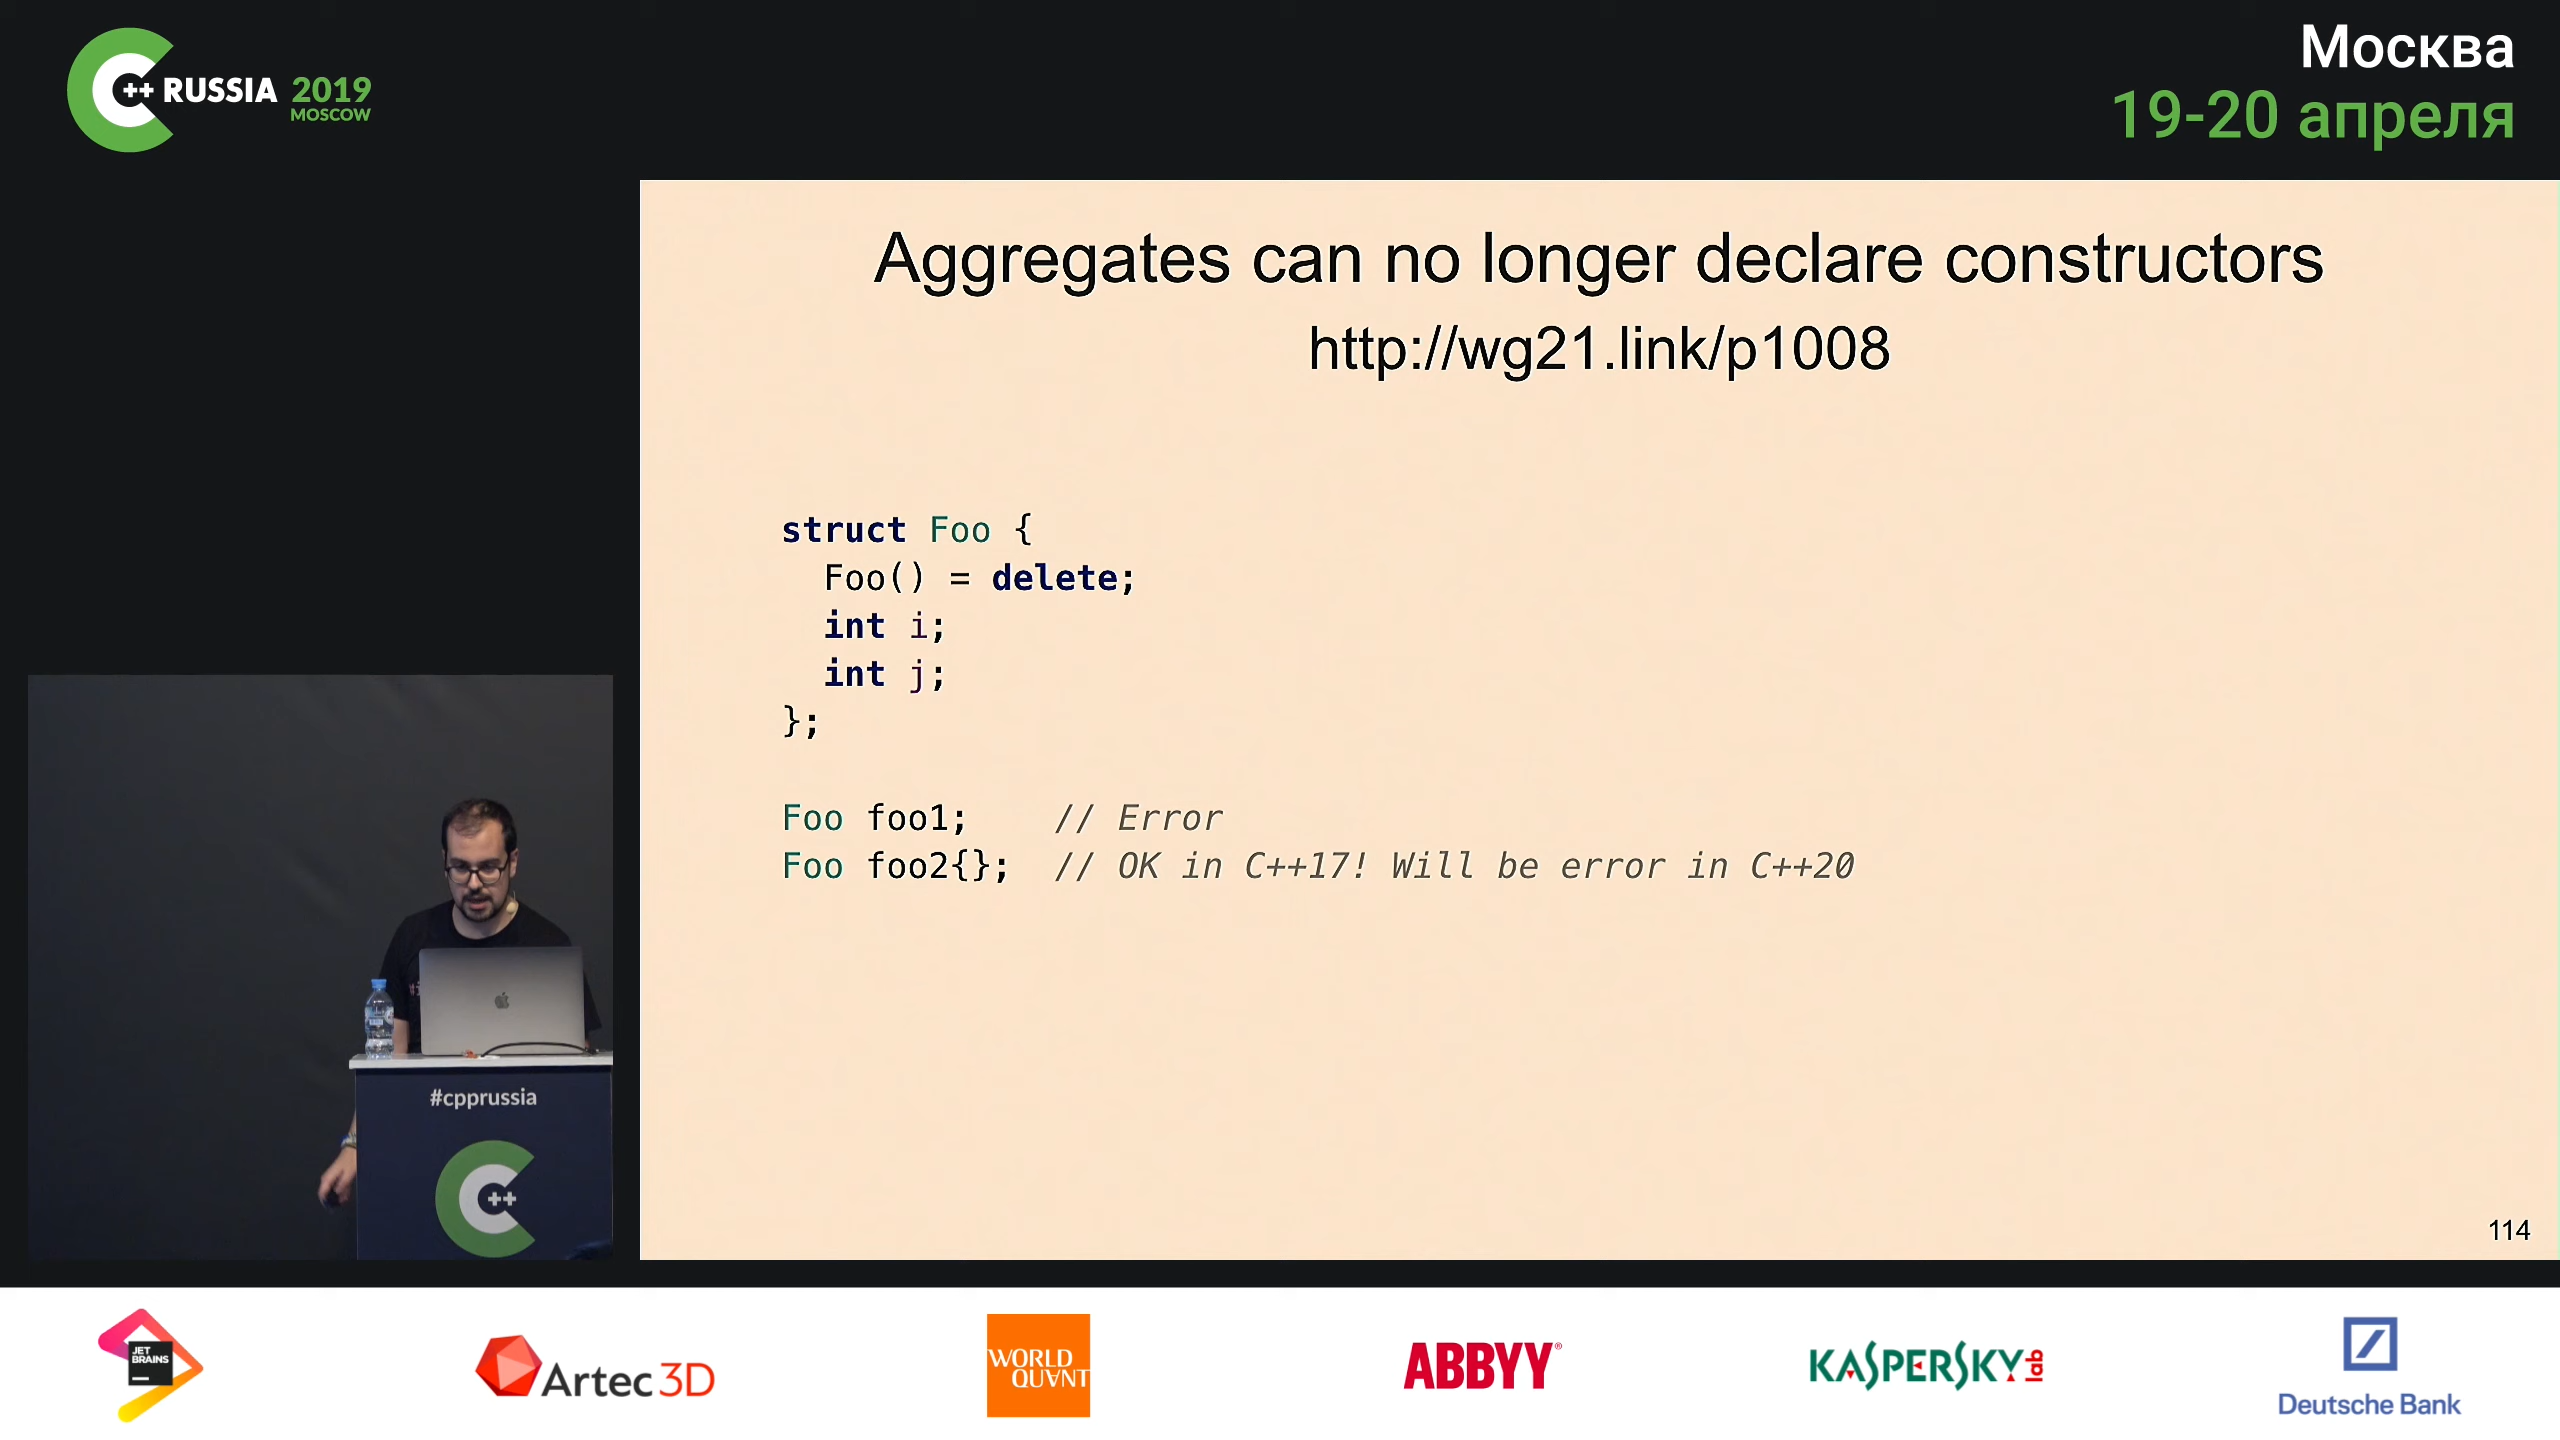 C++ RUSSIA 2019
MOSCOW
Москва
19-20 апреля
Aggregates can no longer declare constructors
http://wg21.link/p1008
struct Foo {
  Foo() = delete;
  int i;
  int j;
};
Foo foo1;    // Error
Foo foo2{};  // OK in C++17! Will be error in C++20
114
#cpprussia
C++
JET
BRAINS
Artec 3D
WORLD
QUANT
ABBYY®
KASPERSKY lab
Deutsche Bank